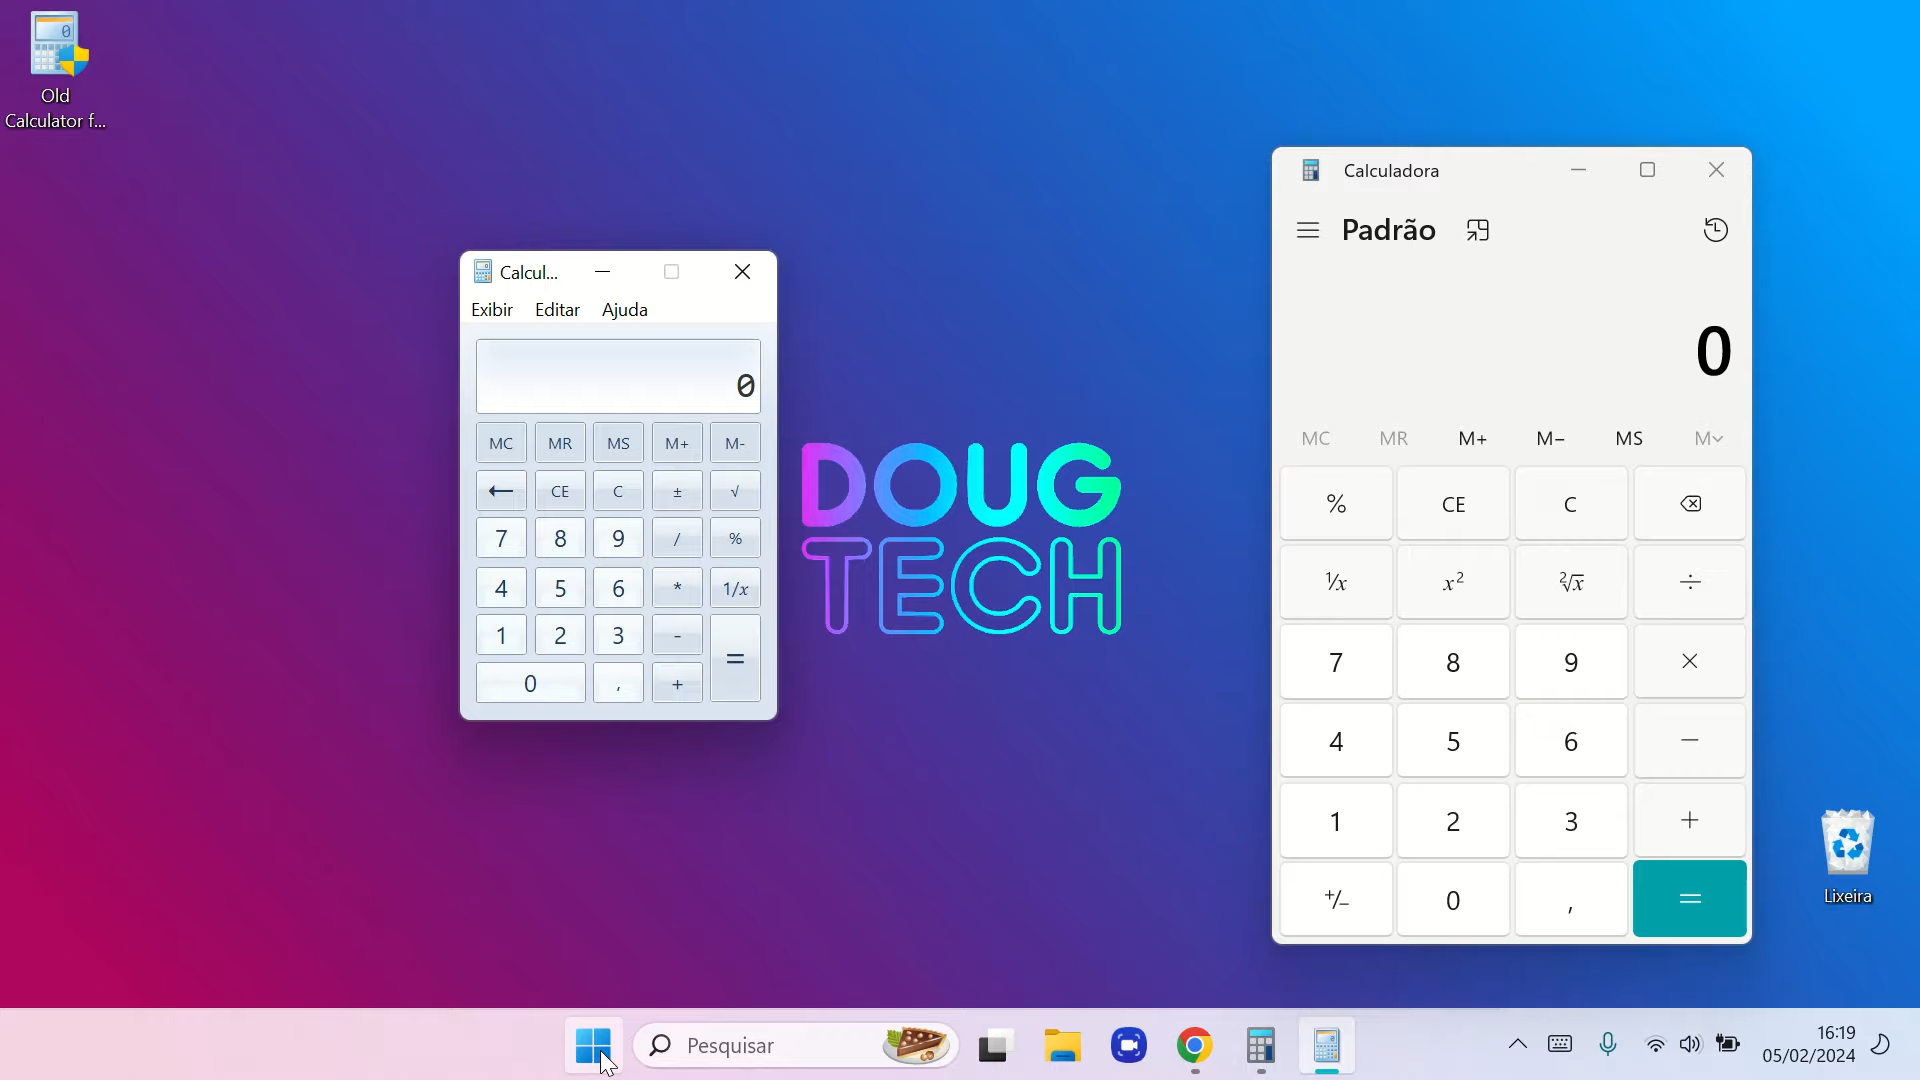 Old
Calculator f...
Calcul...
Exibir Editar Ajuda
0
MC MR MS M+ M-
← CE C ± √
7 8 9 / %
4 5 6 * 1/x
1 2 3 - =
0 , +
DOUG
TECH
Calculadora
Padrão
0
MC MR M+ M− MS M˅
% CE C
⅟x x² ²√x ÷
7 8 9 ×
4 5 6 −
1 2 3 +
+/− 0 , =
Lixeira
Pesquisar
16:19
05/02/2024